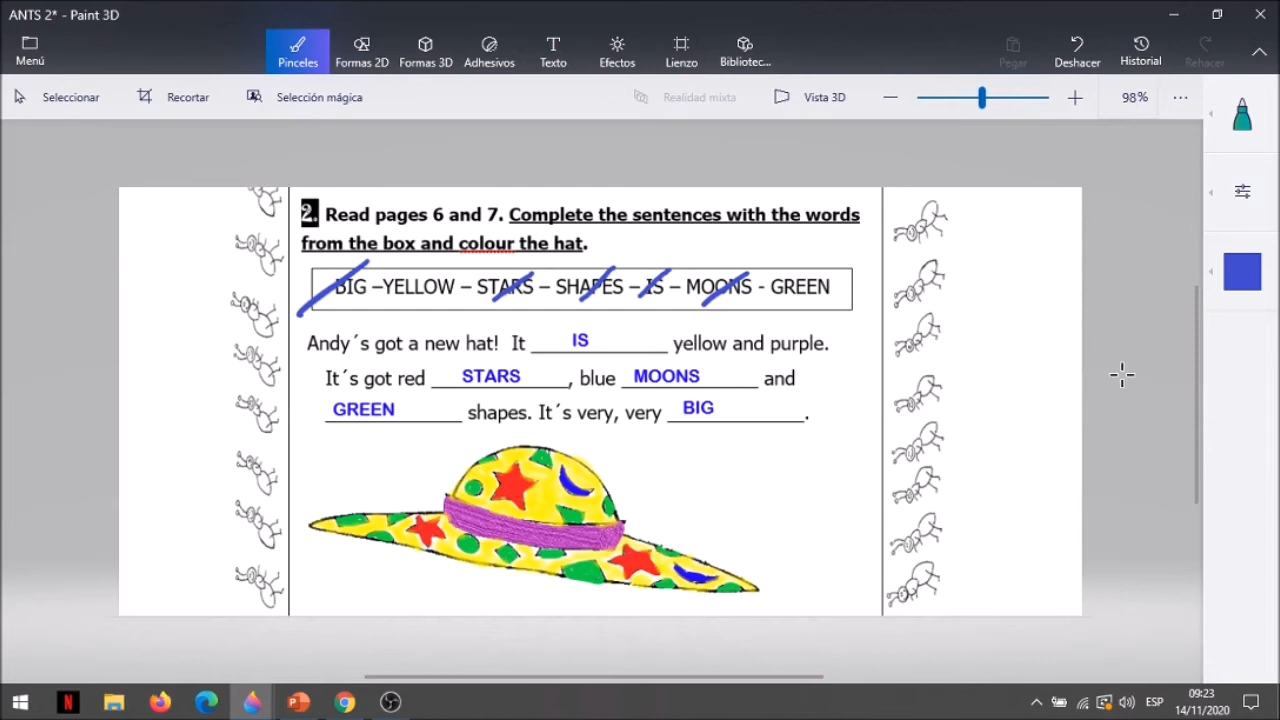 ANTS 2* - Paint 3D
Menú
Pinceles
Formas 2D
Formas 3D
Adhesivos
Texto
Efectos
Lienzo
Bibliotec...
Pegar
Deshacer
Historial
Rehacer
Seleccionar
Recortar
Selección mágica
Realidad mixta
Vista 3D
98%
2. Read pages 6 and 7. Complete the sentences with the words
from the box and colour the hat.
BIG –YELLOW – STARS – SHAPES – IS – MOONS - GREEN
Andy´s got a new hat! It IS yellow and purple.
It´s got red STARS, blue MOONS and
GREEN shapes. It´s very, very BIG.
ESP
09:23
14/11/2020